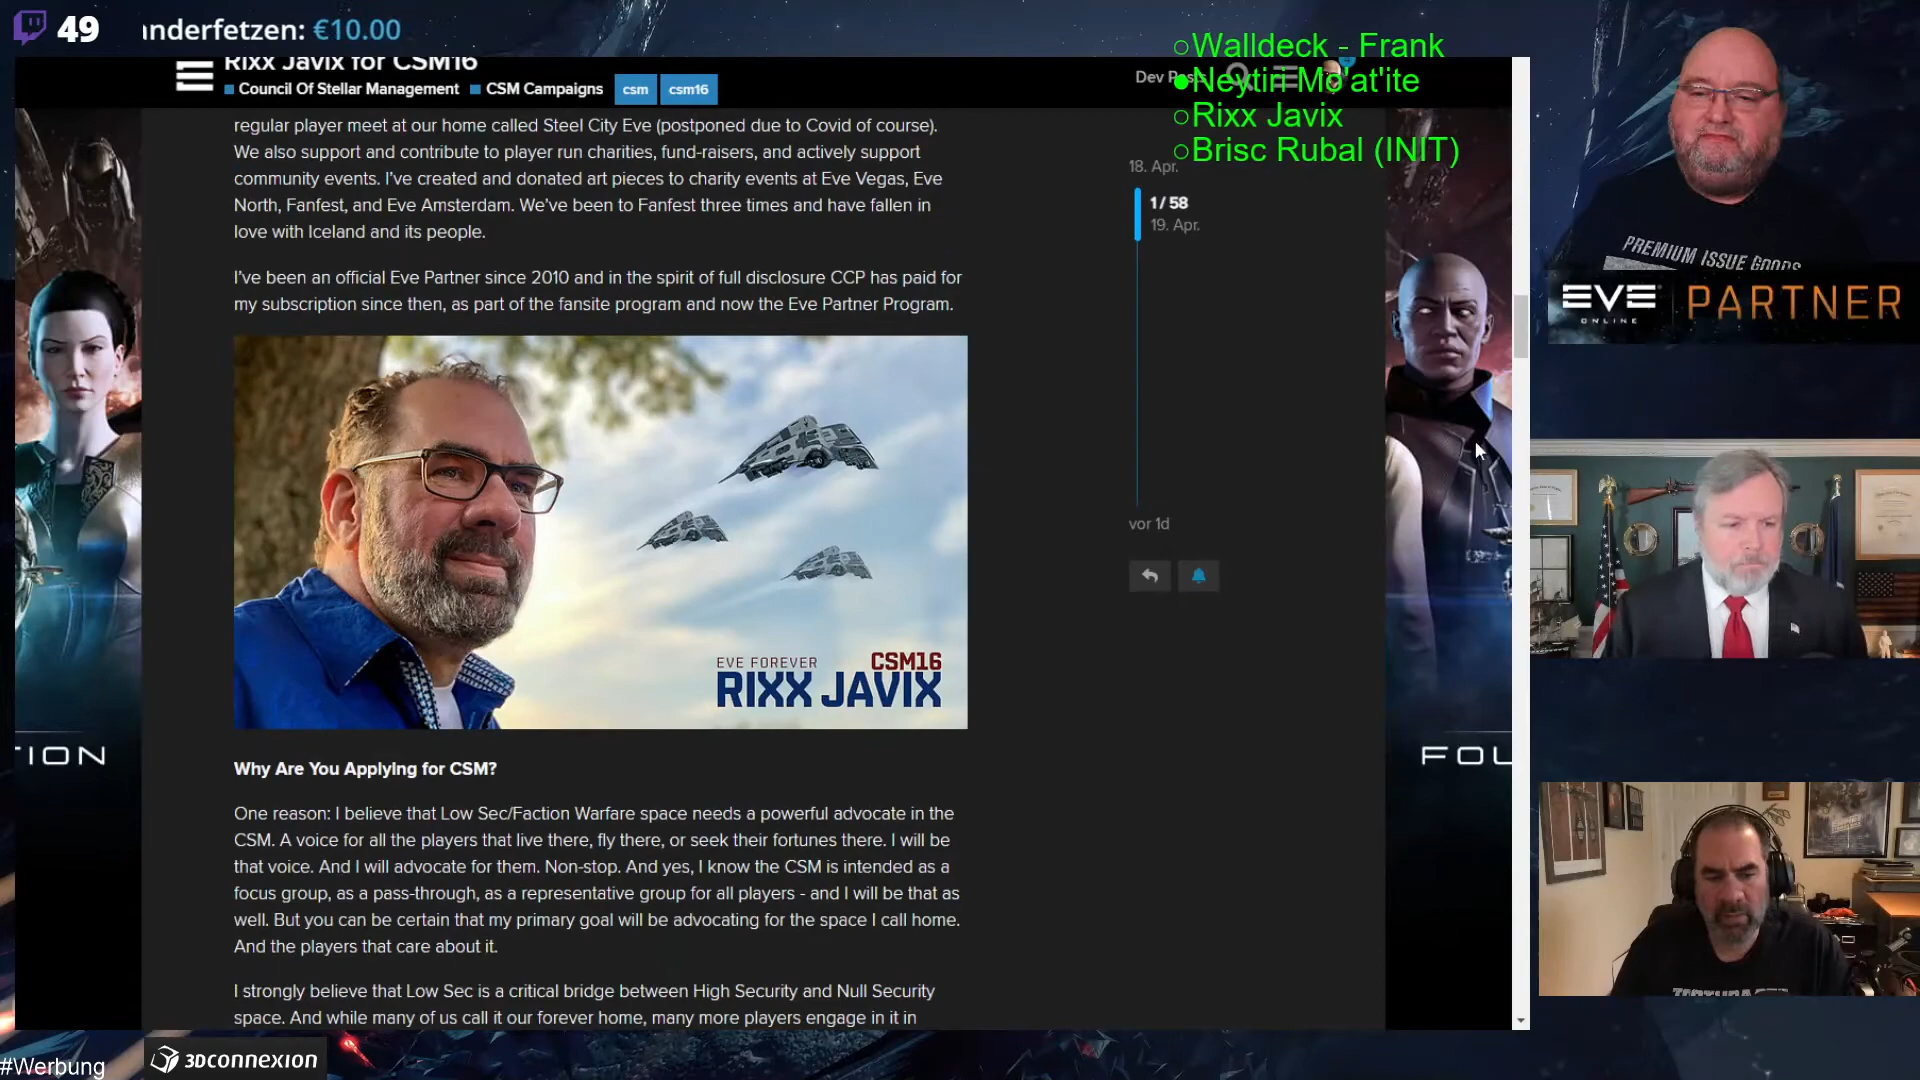 49
anderfetzen: €10.00
Walldeck - Frank
Neytiri Mo'at'ite
Rixx Javix
Brisc Rubal (INIT)
Rixx Javix for CSM16
Council Of Stellar Management CSM Campaigns csm csm16
Dev Posts
regular player meet at our home called Steel City Eve (postponed due to Covid of course).
We also support and contribute to player run charities, fund-raisers, and actively support
community events. I've created and donated art pieces to charity events at Eve Vegas, Eve
North, Fanfest, and Eve Amsterdam. We've been to Fanfest three times and have fallen in
love with Iceland and its people.
I've been an official Eve Partner since 2010 and in the spirit of full disclosure CCP has paid for
my subscription since then, as part of the fansite program and now the Eve Partner Program.
18. Apr.
1 / 58
19. Apr.
vor 1d
EVE FOREVER CSM16
RIXX JAVIX
Why Are You Applying for CSM?
One reason: I believe that Low Sec/Faction Warfare space needs a powerful advocate in the
CSM. A voice for all the players that live there, fly there, or seek their fortunes there. I will be
that voice. And I will advocate for them. Non-stop. And yes, I know the CSM is intended as a
focus group, as a pass-through, as a representative group for all players - and I will be that as
well. But you can be certain that my primary goal will be advocating for the space I call home.
And the players that care about it.
I strongly believe that Low Sec is a critical bridge between High Security and Null Security
space. And while many of us call it our forever home, many more players engage in it in
TION
FOU
PREMIUM ISSUE GOODS
EVE ONLINE PARTNER
#Werbung
3DCONNEXION